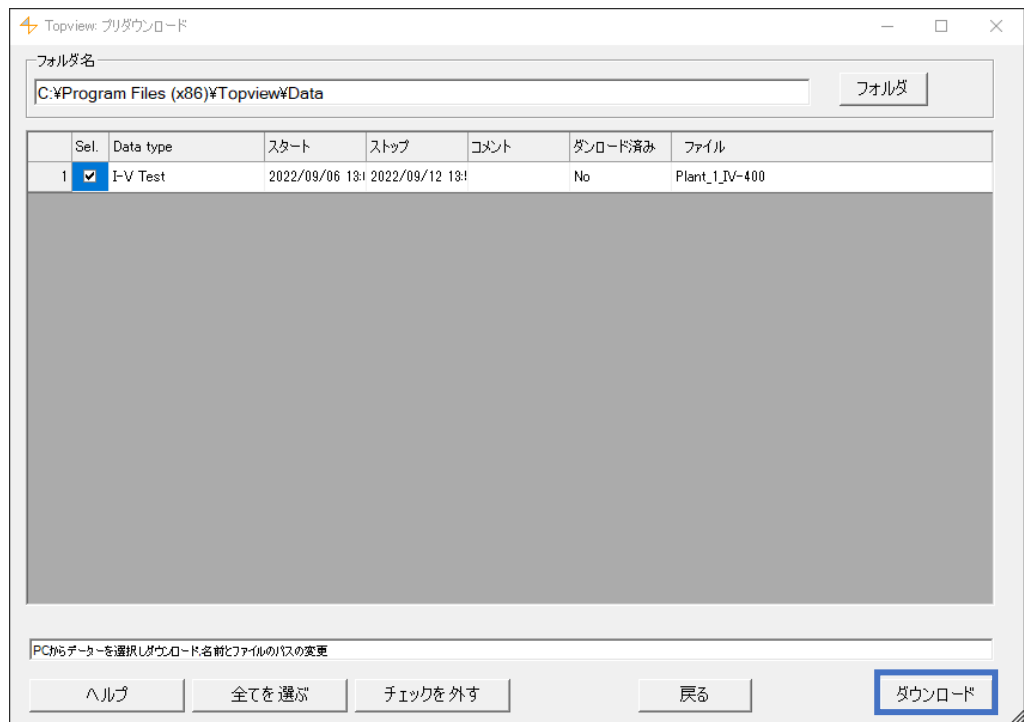 Topview: プリダウンロード
フォルダ名
C:¥Program Files (x86)¥Topview¥Data
フォルダ
Sel. Data type スタート ストップ コメント ダンロード済み ファイル
1 I-V Test 2022/09/06 13: 2022/09/12 13: No Plant_1_IV-400
PCからデーターを選択しダウンロード,名前とファイルのパスの変更
ヘルプ 全てを選ぶ チェックを外す 戻る ダウンロード